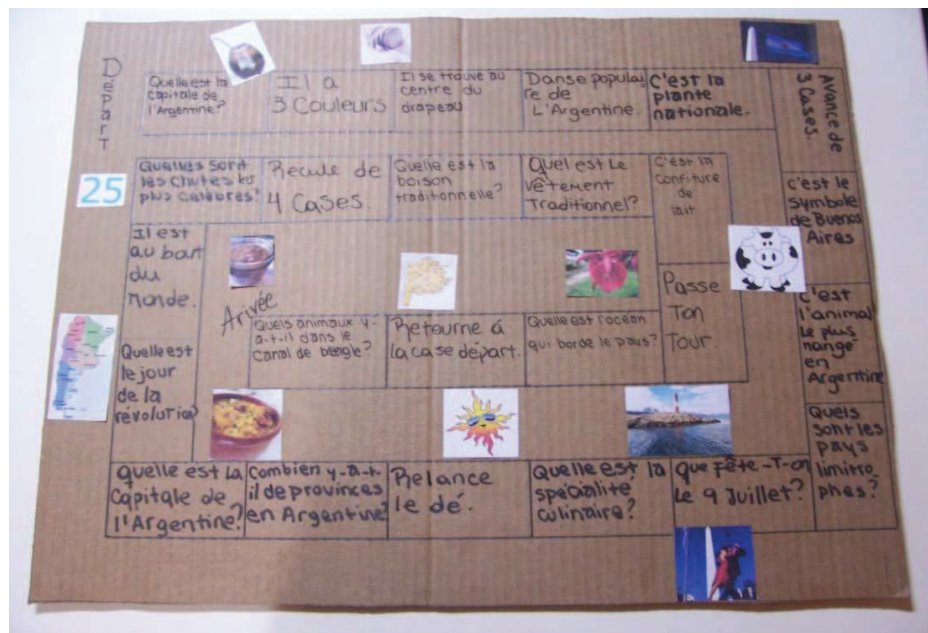 Départ
Quelle est la
capitale de
l'Argentine?
Il a
3 Couleurs
Il se trouve au
centre du
drapeau
Danse populai
re de
L'Argentine.
C'est la
plante
nationale.
Avance de
3 Cases.
c'est le
symbole
de Buenos
Aires
c'est
l'animal
le plus
mangé
en
Argentine
Quels
sont les
pays
limitro
phes?
Que Fête-T-on
Le 9 Juillet?
Quelle est la
spécialité
culinaire?
Relance
le dé.
Combien y-a-t-
il de provinces
en Argentine?
Quelle est La
Capitale de
l'Argentine?
Quelle est
le jour
de la
révolution?
Il est
au bout
du
monde.
25
Quelles sont
les chutes les
plus célèbres?
Recule de
4 Cases.
Quelle est la
boison
traditionnelle?
Quel est Le
vêtement
Traditionnel?
C'est la
Confiture
de
lait
Passe
Ton
Tour.
Quelle est l'océan
qui borde le pays?
Retourne á
la case départ.
Quels animaux y-
a-t-il dans le
Canal de beagle?
Arivée